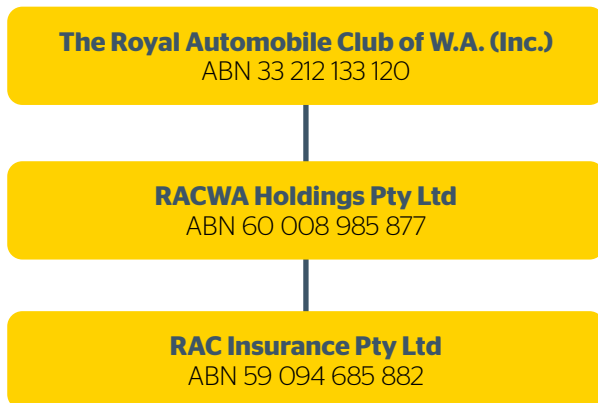 The Royal Automobile Club of W.A. (Inc.)
ABN 33 212 133 120
RACWA Holdings Pty Ltd
ABN 60 008 985 877
RAC Insurance Pty Ltd
ABN 59 094 685 882